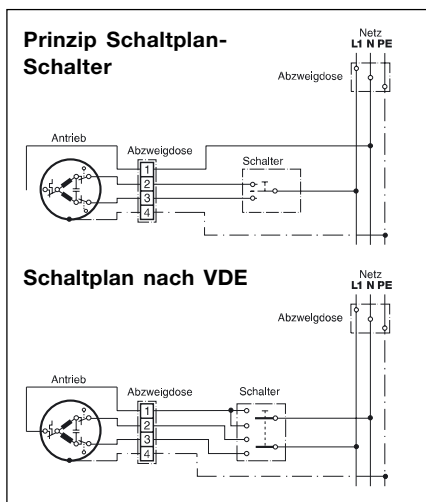 Prinzip Schaltplan-
Schalter
Netz
L1 N PE
Abzweigdose
Antrieb
Abzweigdose
Schalter
1
2
3
4
Schaltplan nach VDE
Netz
L1 N PE
Abzwelgdose
Antrieb
Abzweigdose
Schalter
1
2
3
4